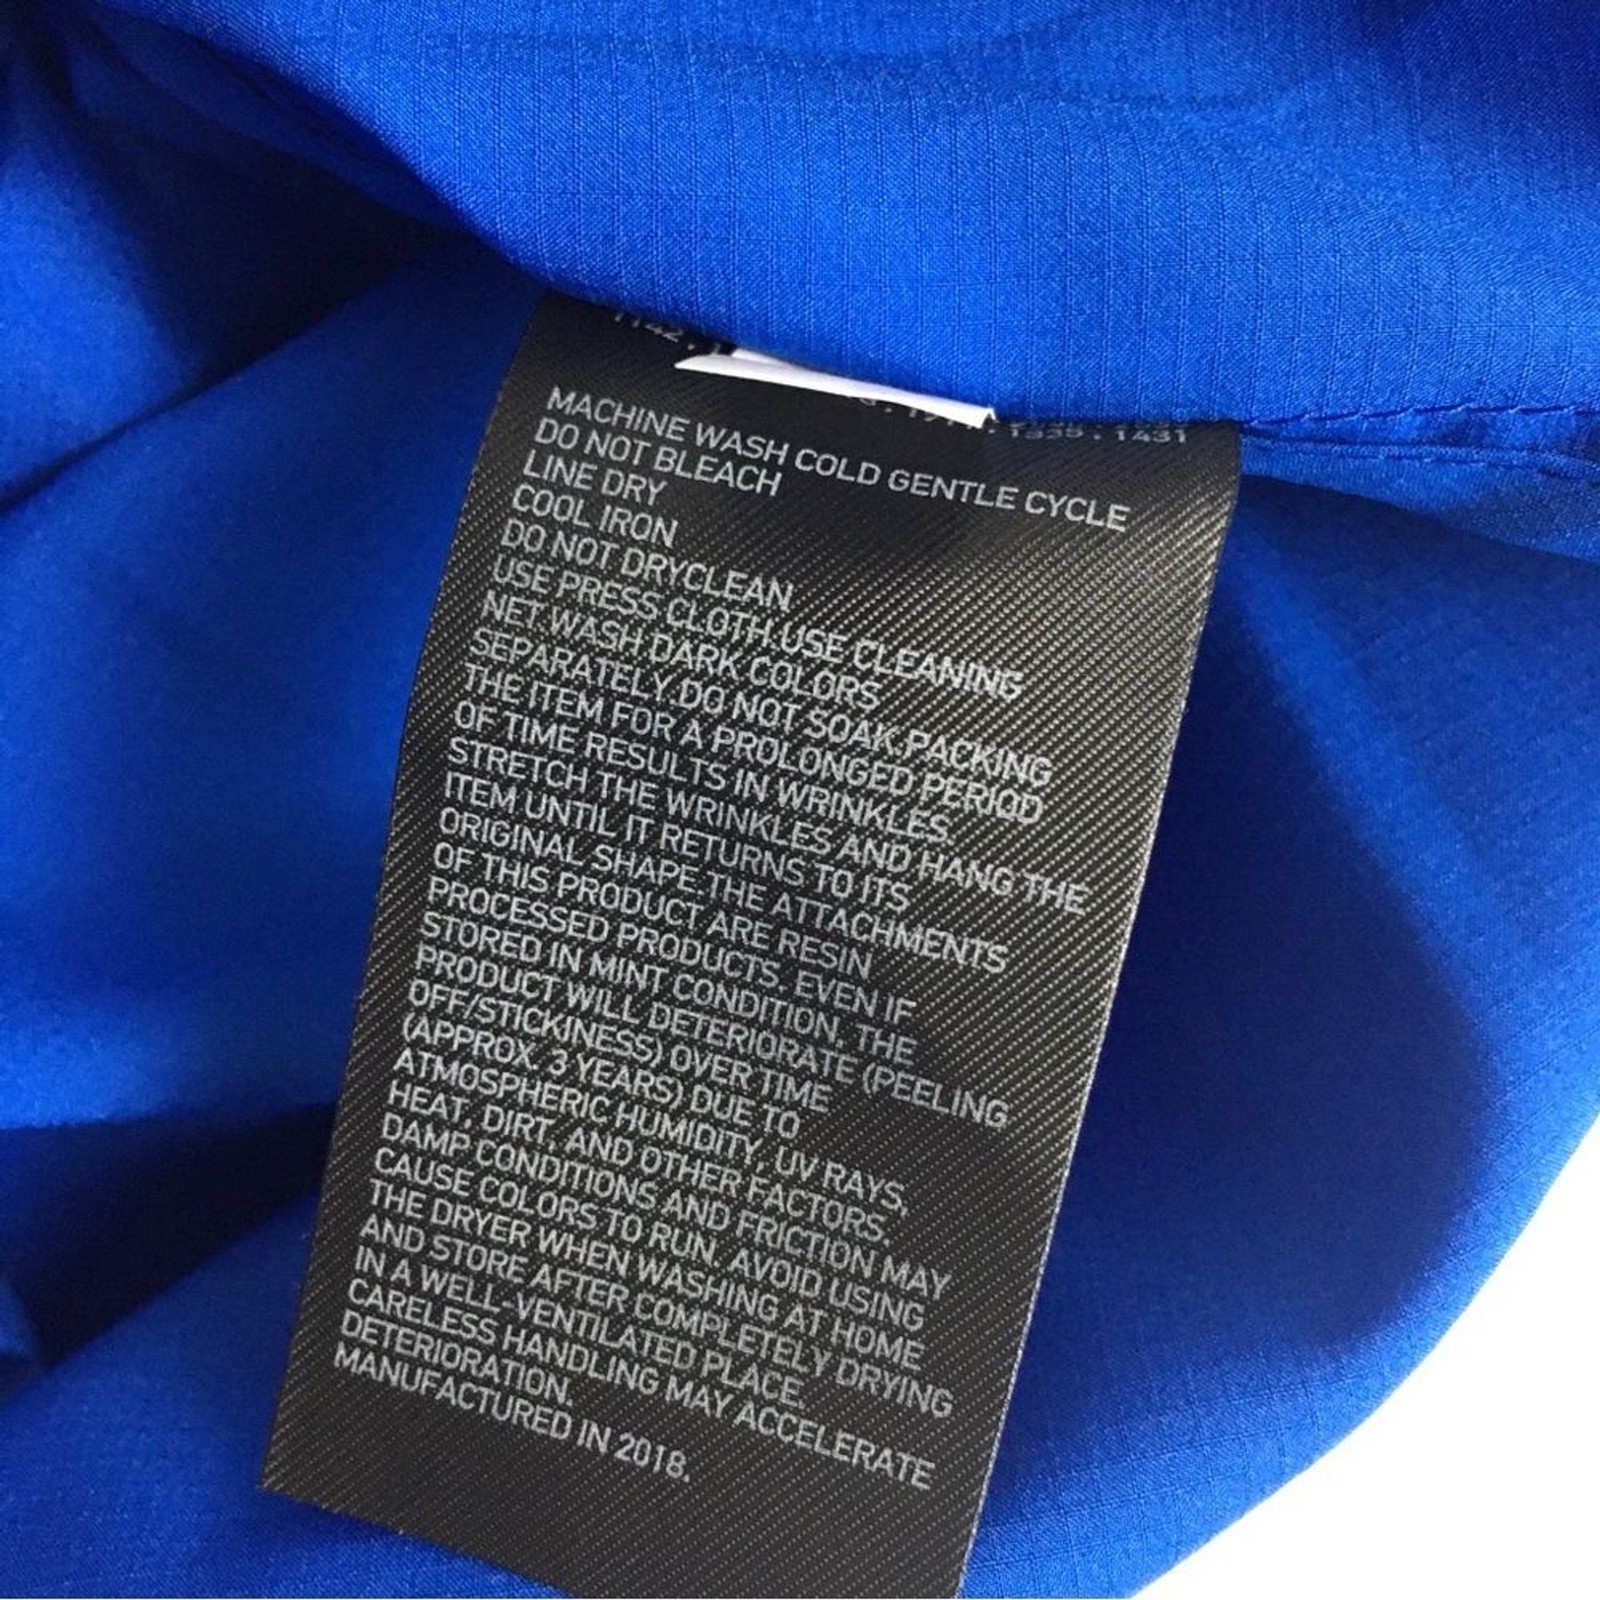 MACHINE WASH COLD GENTLE CYCLE
DO NOT BLEACH
LINE DRY
COOL IRON
DO NOT DRYCLEAN
USE PRESS CLOTH.USE CLEANING
NET.WASH DARK COLORS
SEPARATELY.DO NOT SOAK.PACKING
THE ITEM FOR A PROLONGED PERIOD
OF TIME RESULTS IN WRINKLES.
STRETCH THE WRINKLES AND HANG THE
ITEM UNTIL IT RETURNS TO ITS
ORIGINAL SHAPE.THE ATTACHMENTS
OF THIS PRODUCT ARE RESIN
PROCESSED PRODUCTS. EVEN IF
STORED IN MINT CONDITION, THE
PRODUCT WILL DETERIORATE (PEELING
OFF/STICKINESS) OVER TIME
(APPROX. 3 YEARS) DUE TO
ATMOSPHERIC HUMIDITY, UV RAYS,
HEAT, DIRT, AND OTHER FACTORS.
DAMP CONDITIONS AND FRICTION MAY
CAUSE COLORS TO RUN. AVOID USING
THE DRYER WHEN WASHING AT HOME
AND STORE AFTER COMPLETELY DRYING
IN A WELL-VENTILATED PLACE.
CARELESS HANDLING MAY ACCELERATE
DETERIORATION.
MANUFACTURED IN 2018.